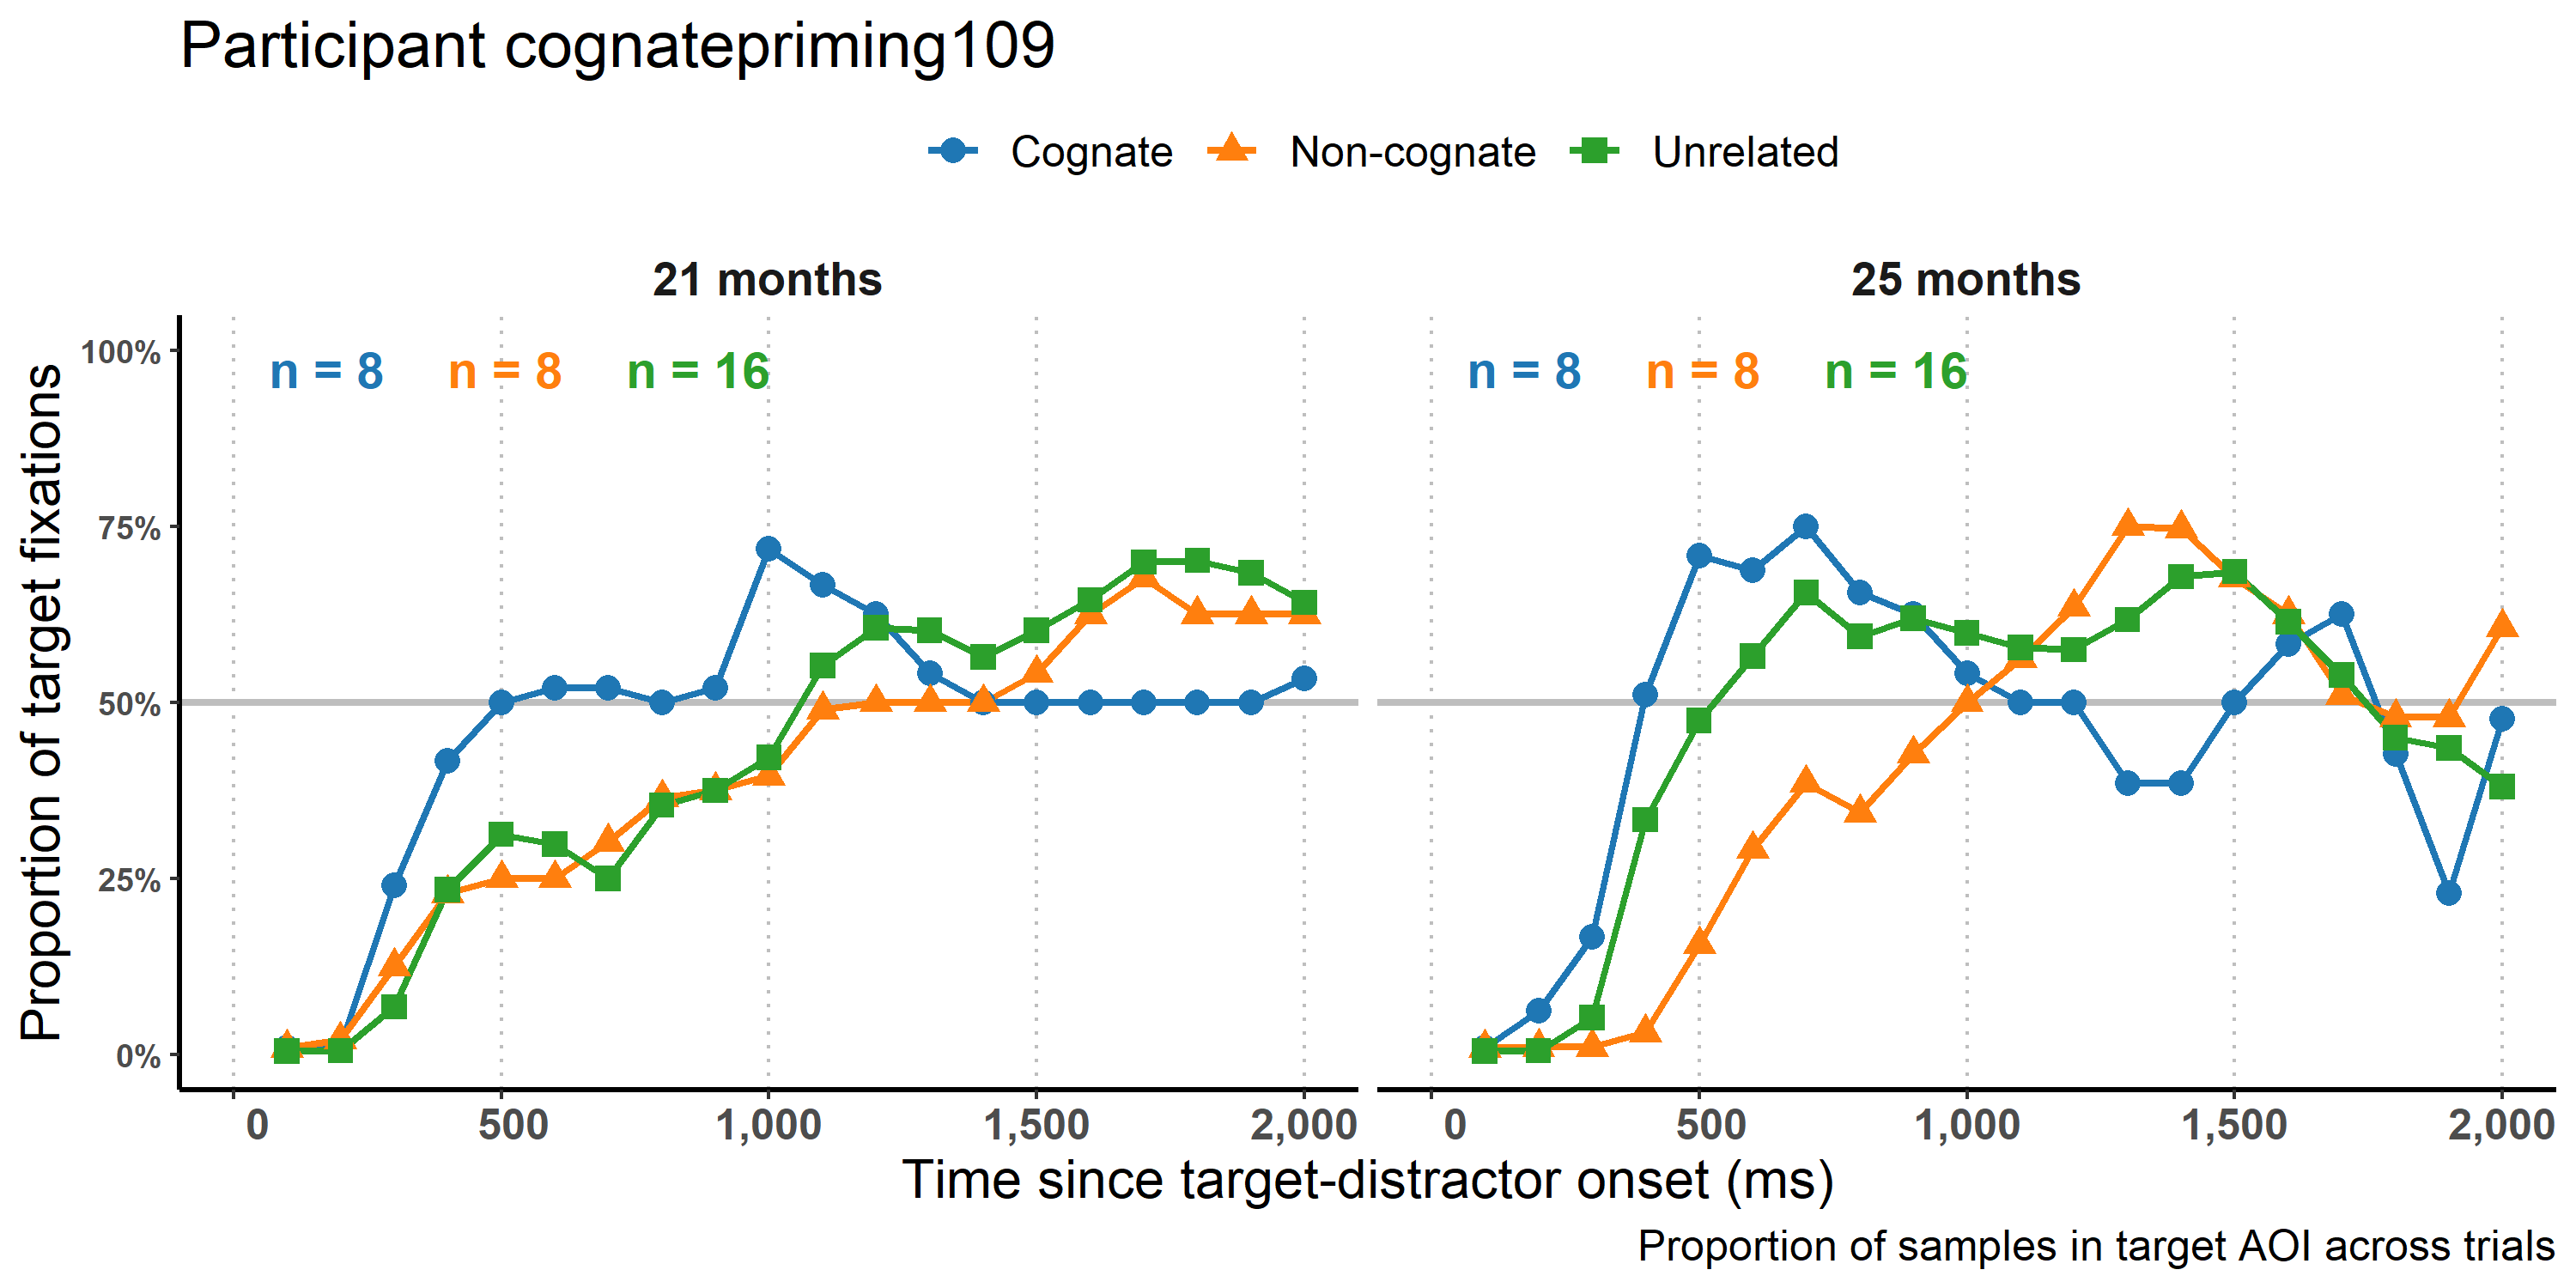 Participant cognatepriming109
Cognate Non-cognate Unrelated
21 months 25 months
n = 8 n = 8 n = 16 n = 8 n = 8 n = 16
Proportion of target fixations
100%
75%
50%
25%
0%
0 500 1,000 1,500 2,000 0 500 1,000 1,500 2,000
Time since target-distractor onset (ms)
Proportion of samples in target AOI across trials